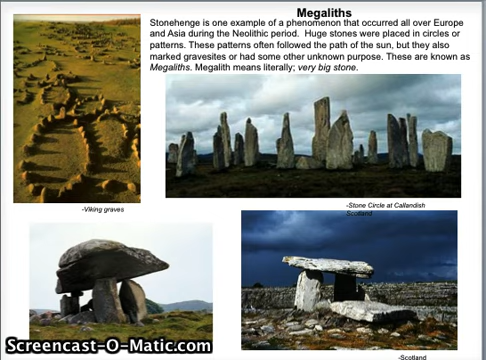 Megaliths
Stonehenge is one example of a phenomenon that occurred all over Europe
and Asia during the Neolithic period. Huge stones were placed in circles or
patterns. These patterns often followed the path of the sun, but they also
marked gravesites or had some other unknown purpose. These are known as
Megaliths. Megalith means literally; very big stone.
-Viking graves
-Stone Circle at Callandish
Scotland
-Scotland
Screencast-O-Matic.com